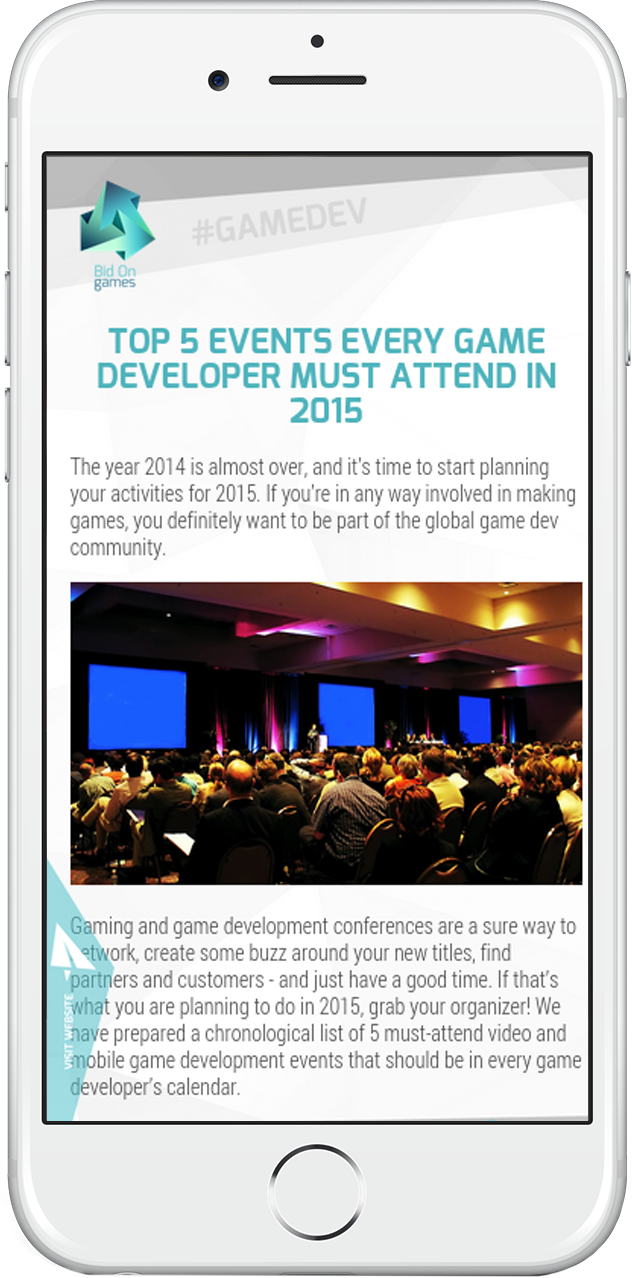 #GAMEDEV
Bid On
games
TOP 5 EVENTS EVERY GAME
DEVELOPER MUST ATTEND IN
2015
The year 2014 is almost over, and it's time to start planning
your activities for 2015. If you're in any way involved in making
games, you definitely want to be part of the global game dev
community.
Gaming and game development conferences are a sure way to
network, create some buzz around your new titles, find
partners and customers - and just have a good time. If that's
what you are planning to do in 2015, grab your organizer! We
have prepared a chronological list of 5 must-attend video and
mobile game development events that should be in every game
developer's calendar.
VISIT WEBSITE